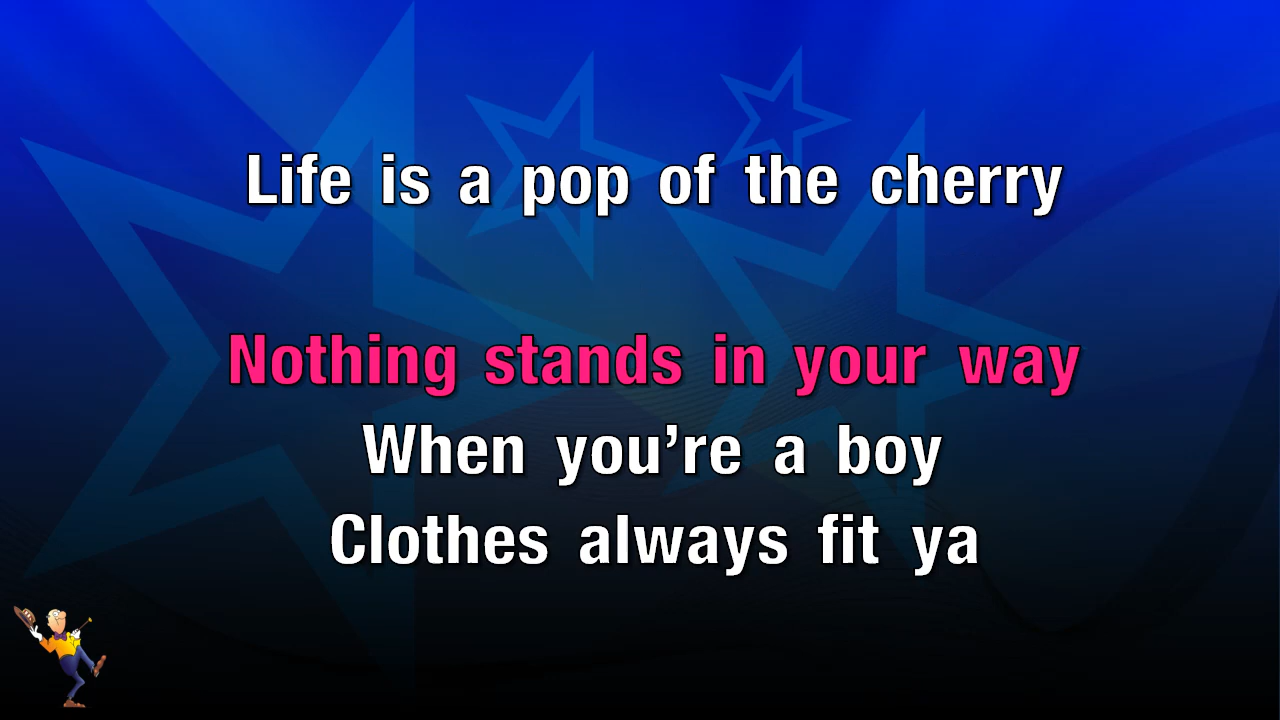 Life is a pop of the cherry
Nothing stands in your way
When you’re a boy
Clothes always fit ya